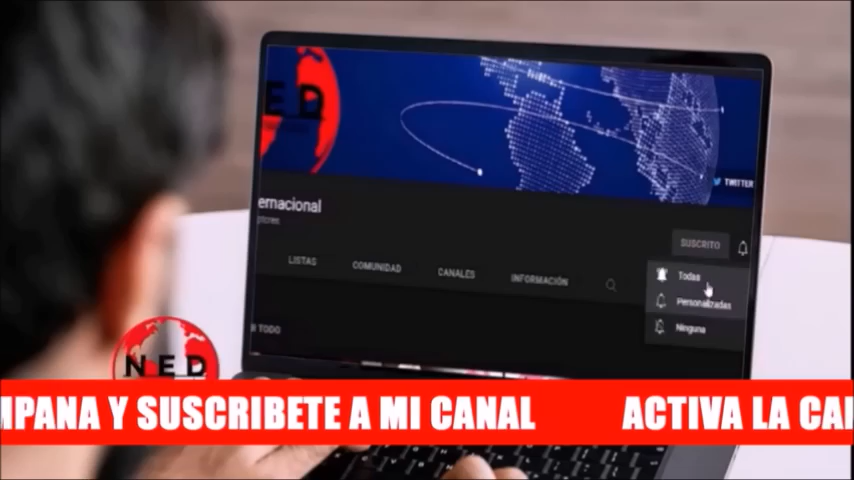 E D
TWITTER
ernacional
SUSCRITO
LISTAS
COMUNIDAD
CANALES
INFORMACIÓN
Todas
Personalizadas
Ninguna
R TODO
NED
MPANA Y SUSCRIBETE A MI CANAL
ACTIVA LA CA